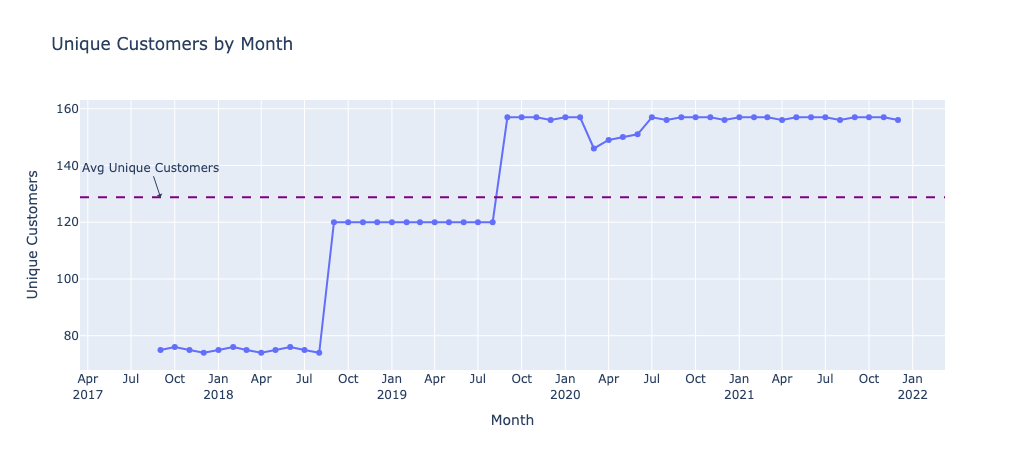 Unique Customers by Month
Unique Customers
160
140
120
100
80
Avg Unique Customers
Apr Jul Oct Jan Apr Jul Oct Jan Apr Jul Oct Jan Apr Jul Oct Jan Apr Jul Oct Jan
2017 2018 2019 2020 2021 2022
Month